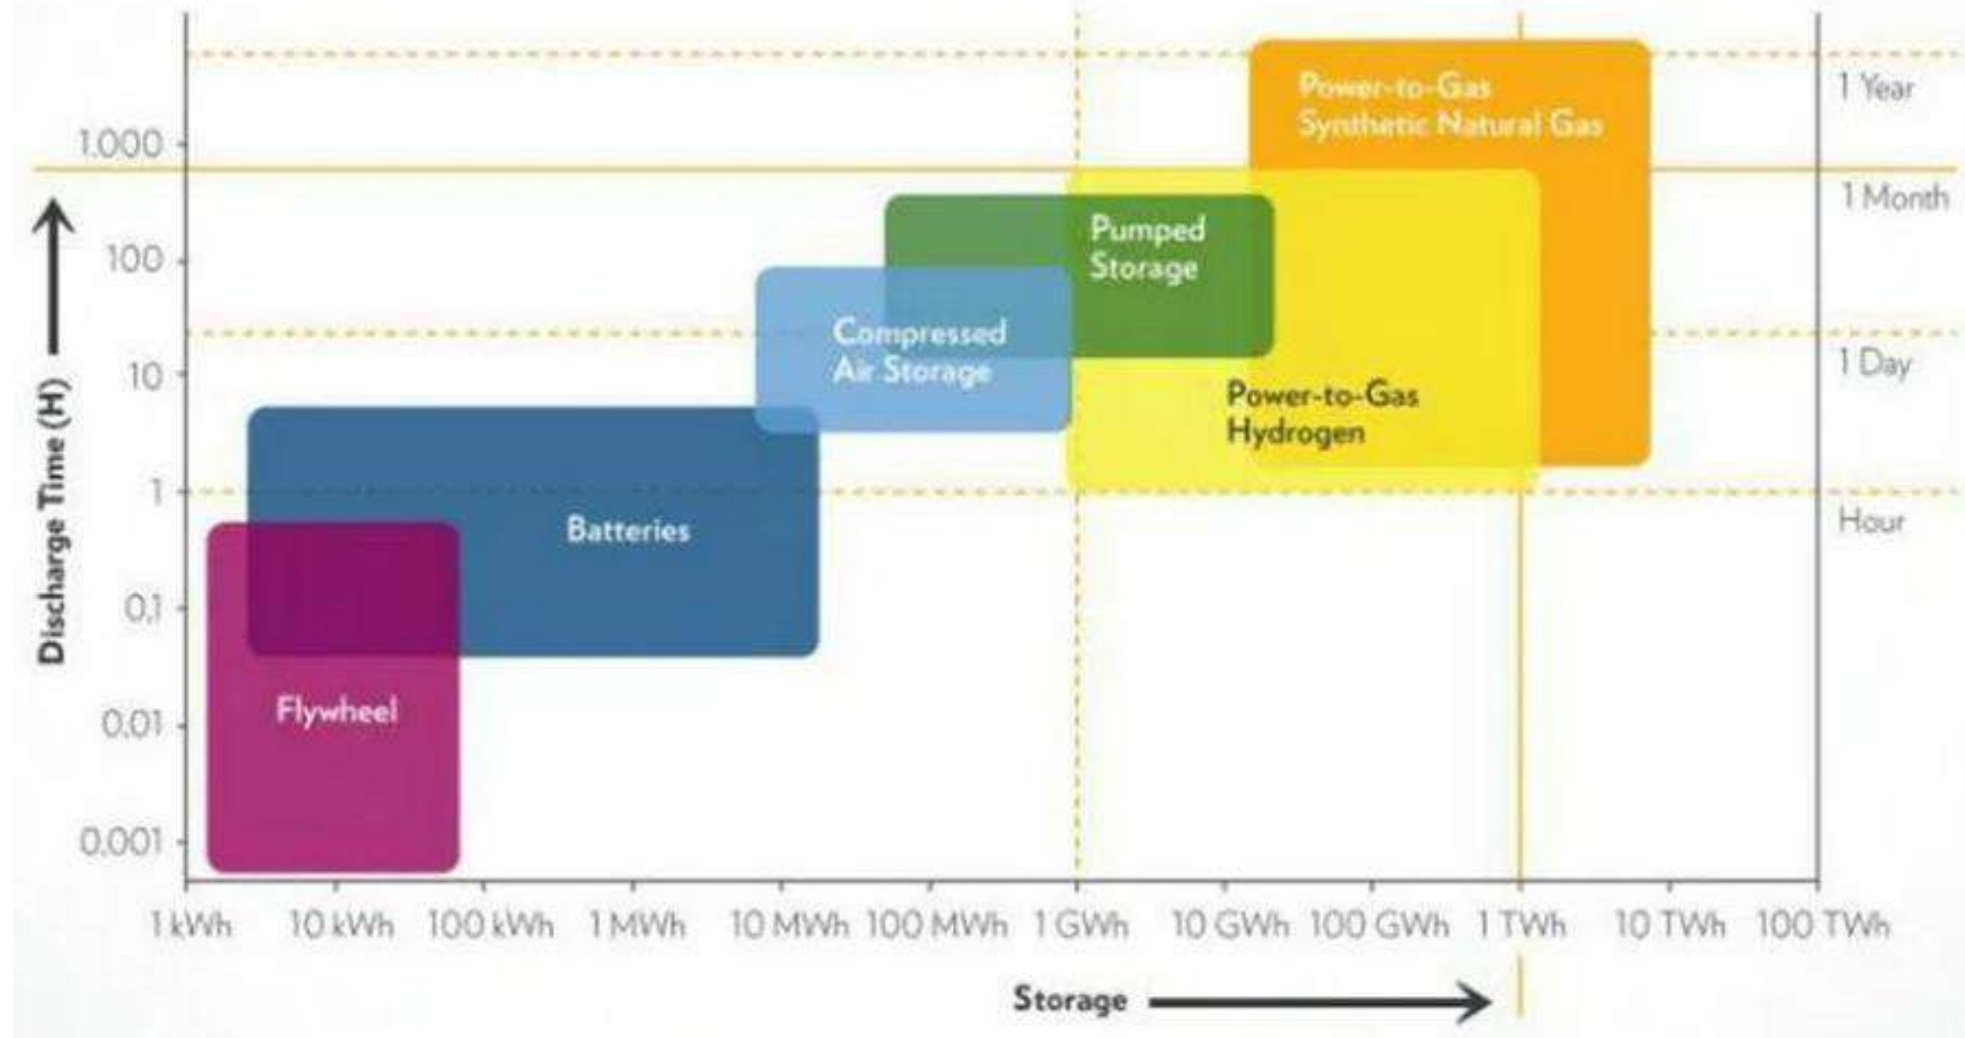 Power-to-Gas
Synthetic Natural Gas
1 Year
1.000
1 Month
Pumped
Storage
100
Compressed
Air Storage
10
1 Day
Power-to-Gas
Hydrogen
Discharge Time (H)
1
Batteries
Hour
0,1
Flywheel
0,01
0.001
1 kWh 10 kWh 100 kWh 1 MWh 10 MWh 100 MWh 1 GWh 10 GWh 100 GWh 1 TWh 10 TWh 100 TWh
Storage